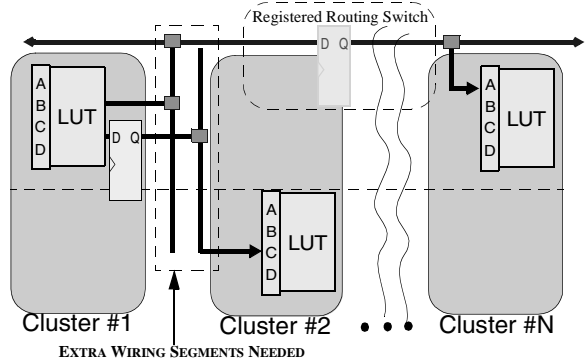 Registered Routing Switch
D Q
A
B
C
D
LUT
D Q
A
B
C
D
LUT
A
B
C
D
LUT
Cluster #1
Cluster #2
Cluster #N
EXTRA WIRING SEGMENTS NEEDED